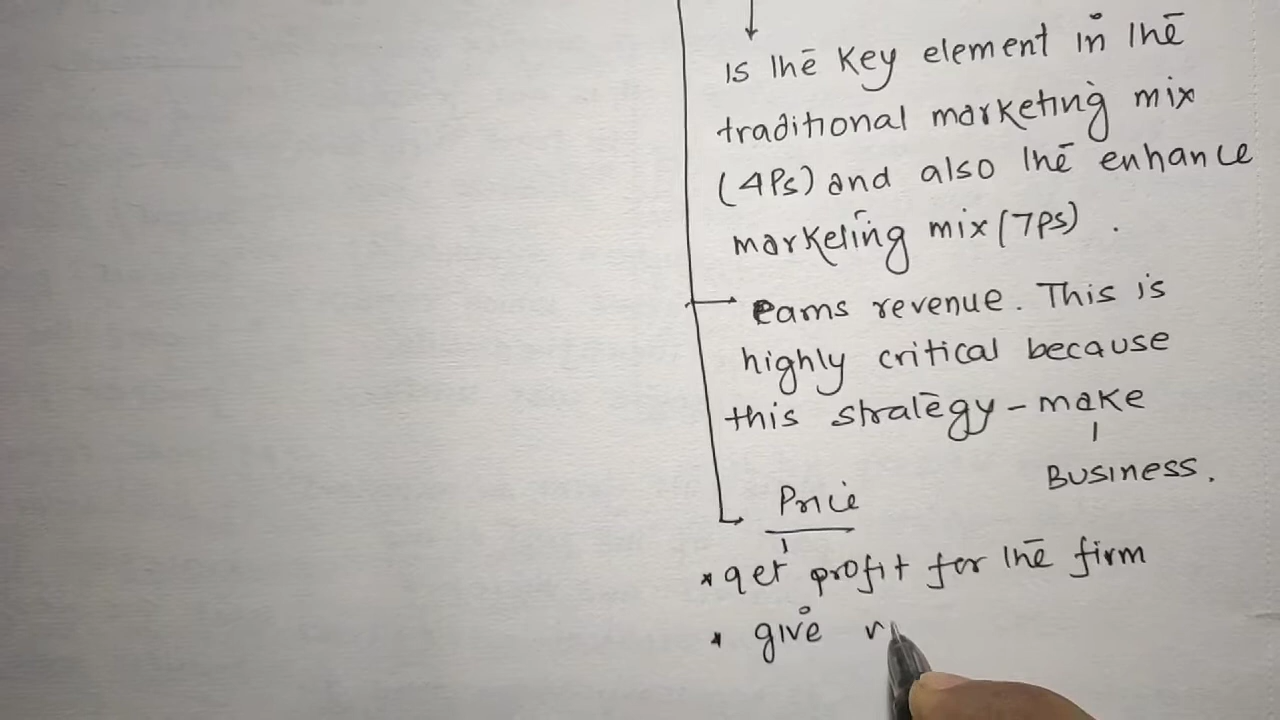 is the key element in the
traditional marketing mix
(4Ps) and also the enhance
marketing mix (7Ps) .
Earns revenue. This is
highly critical because
this strategy - make
Business.
Price
* get profit for the firm
* give